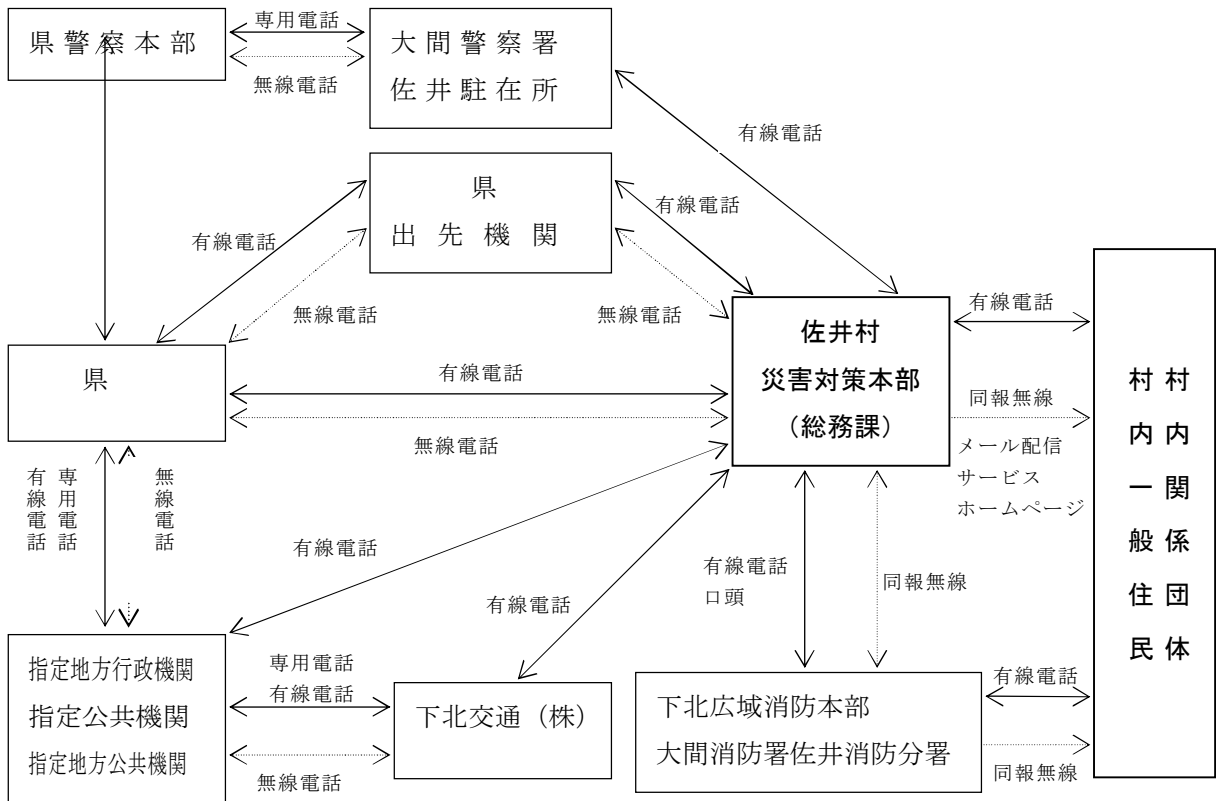 県警察本部
専用電話
無線電話
大間警察署
佐井駐在所
有線電話
県
出先機関
有線電話
有線電話
無線電話
無線電話
県
有線電話
無線電話
佐井村
災害対策本部
（総務課）
有線電話
同報無線
メール配信
サービス
ホームページ
村内関係団体
村内一般住民
無線電話
専用電話
有線電話
有線電話
有線電話
有線電話
口頭
同報無線
指定地方行政機関
指定公共機関
指定地方公共機関
専用電話
有線電話
無線電話
下北交通（株）
下北広域消防本部
大間消防署佐井消防分署
有線電話
同報無線